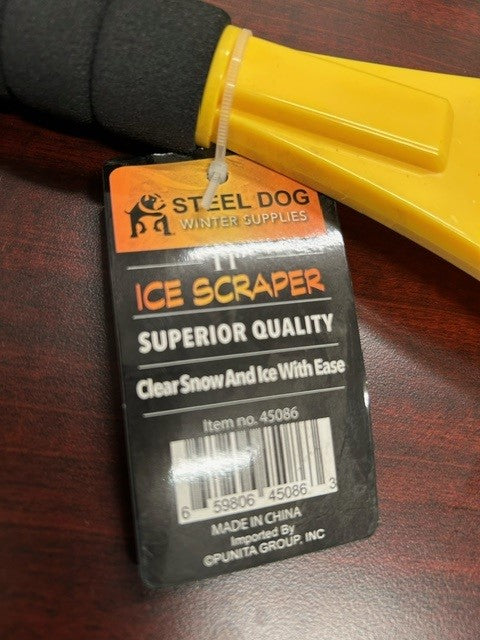 STEEL DOG
WINTER SUPPLIES
11"
ICE SCRAPER
SUPERIOR QUALITY
Clear Snow And Ice With Ease
Item no. 45086
6 59806 45086 3
MADE IN CHINA
Imported By
©PUNITA GROUP, INC